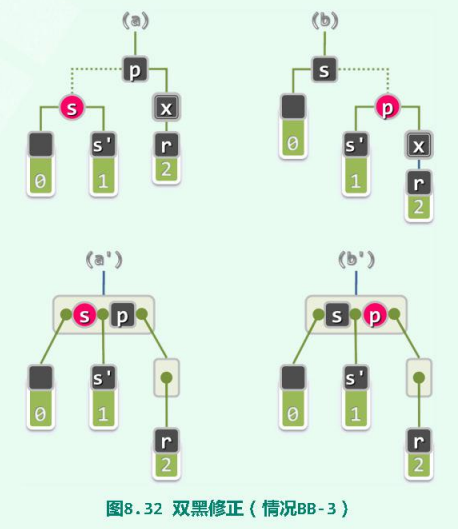 (a) (b)
p s
s x p
s' r s' x
0 1 2 0 1 r
2
(a') (b')
s p s p
s' s'
0 1 0 1
r r
2 2
图8.32 双黑修正(情况BB-3)